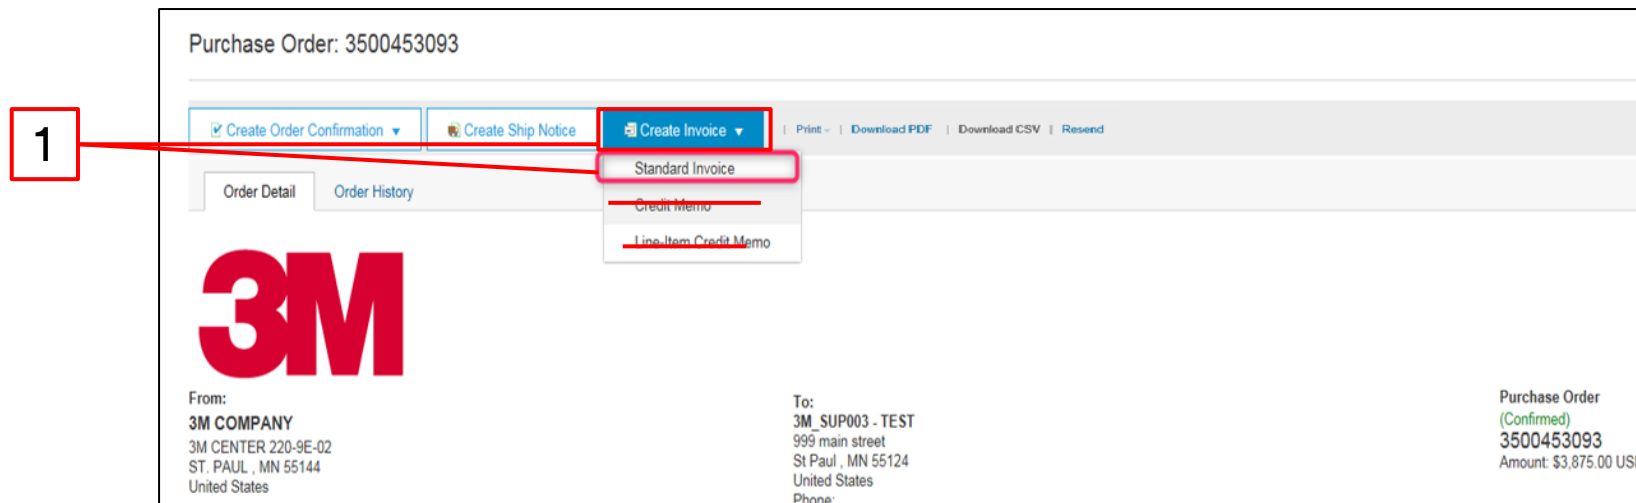 Purchase Order: 3500453093
1
Create Order Confirmation
Create Ship Notice
Create Invoice
| Print | Download PDF | Download CSV | Resend
Standard Invoice
Credit Memo
Line-Item Credit Memo
Order Detail
Order History
3M
From:
3M COMPANY
3M CENTER 220-9E-02
ST. PAUL , MN 55144
United States
To:
3M_SUP003 - TEST
999 main street
St Paul , MN 55124
United States
Phone:
Purchase Order
(Confirmed)
3500453093
Amount: $3,875.00 US